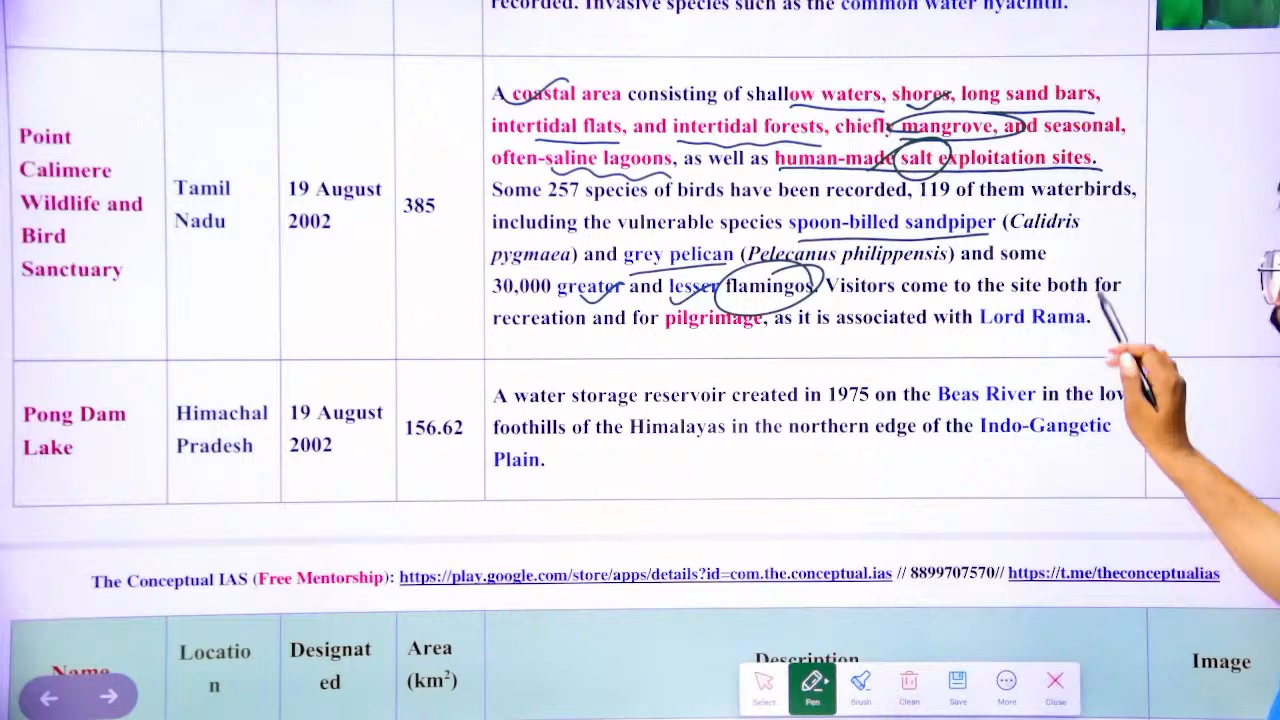 recorded. Invasive species such as the common water hyacinth.
Point
Calimere
Wildlife and
Bird
Sanctuary
Tamil
Nadu
19 August
2002
385
A coastal area consisting of shallow waters, shores, long sand bars,
intertidal flats, and intertidal forests, chiefly mangrove, and seasonal,
often-saline lagoons, as well as human-made salt exploitation sites.
Some 257 species of birds have been recorded, 119 of them waterbirds,
including the vulnerable species spoon-billed sandpiper (Calidris
pygmaea) and grey pelican (Pelecanus philippensis) and some
30,000 greater and lesser flamingos. Visitors come to the site both for
recreation and for pilgrimage, as it is associated with Lord Rama.
Pong Dam
Lake
Himachal
Pradesh
19 August
2002
156.62
A water storage reservoir created in 1975 on the Beas River in the
foothills of the Himalayas in the northern edge of the Indo-Gangetic
Plain.
The Conceptual IAS (Free Mentorship): https://play.google.com/store/apps/details?id=com.the.conceptual.ias // 8899707570// https://t.me/theconceptualias
Name
Locatio
n
Designat
ed
Area
(km²)
Description
Image
Select
Pen
Brush
Clean
Save
More
Close